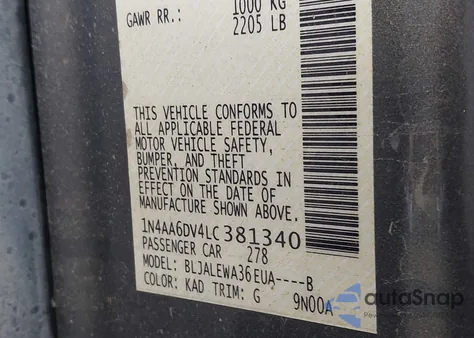 GAWR RR.: 1000 KG
2205 LB
THIS VEHICLE CONFORMS TO
ALL APPLICABLE FEDERAL
MOTOR VEHICLE SAFETY,
BUMPER, AND THEFT
PREVENTION STANDARDS IN
EFFECT ON THE DATE OF
MANUFACTURE SHOWN ABOVE.
1N4AA6DV4LC381340
PASSENGER CAR 278
MODEL: BLJALEWA36EUA----B
COLOR: KAD TRIM: G 9N00A
autoSnap